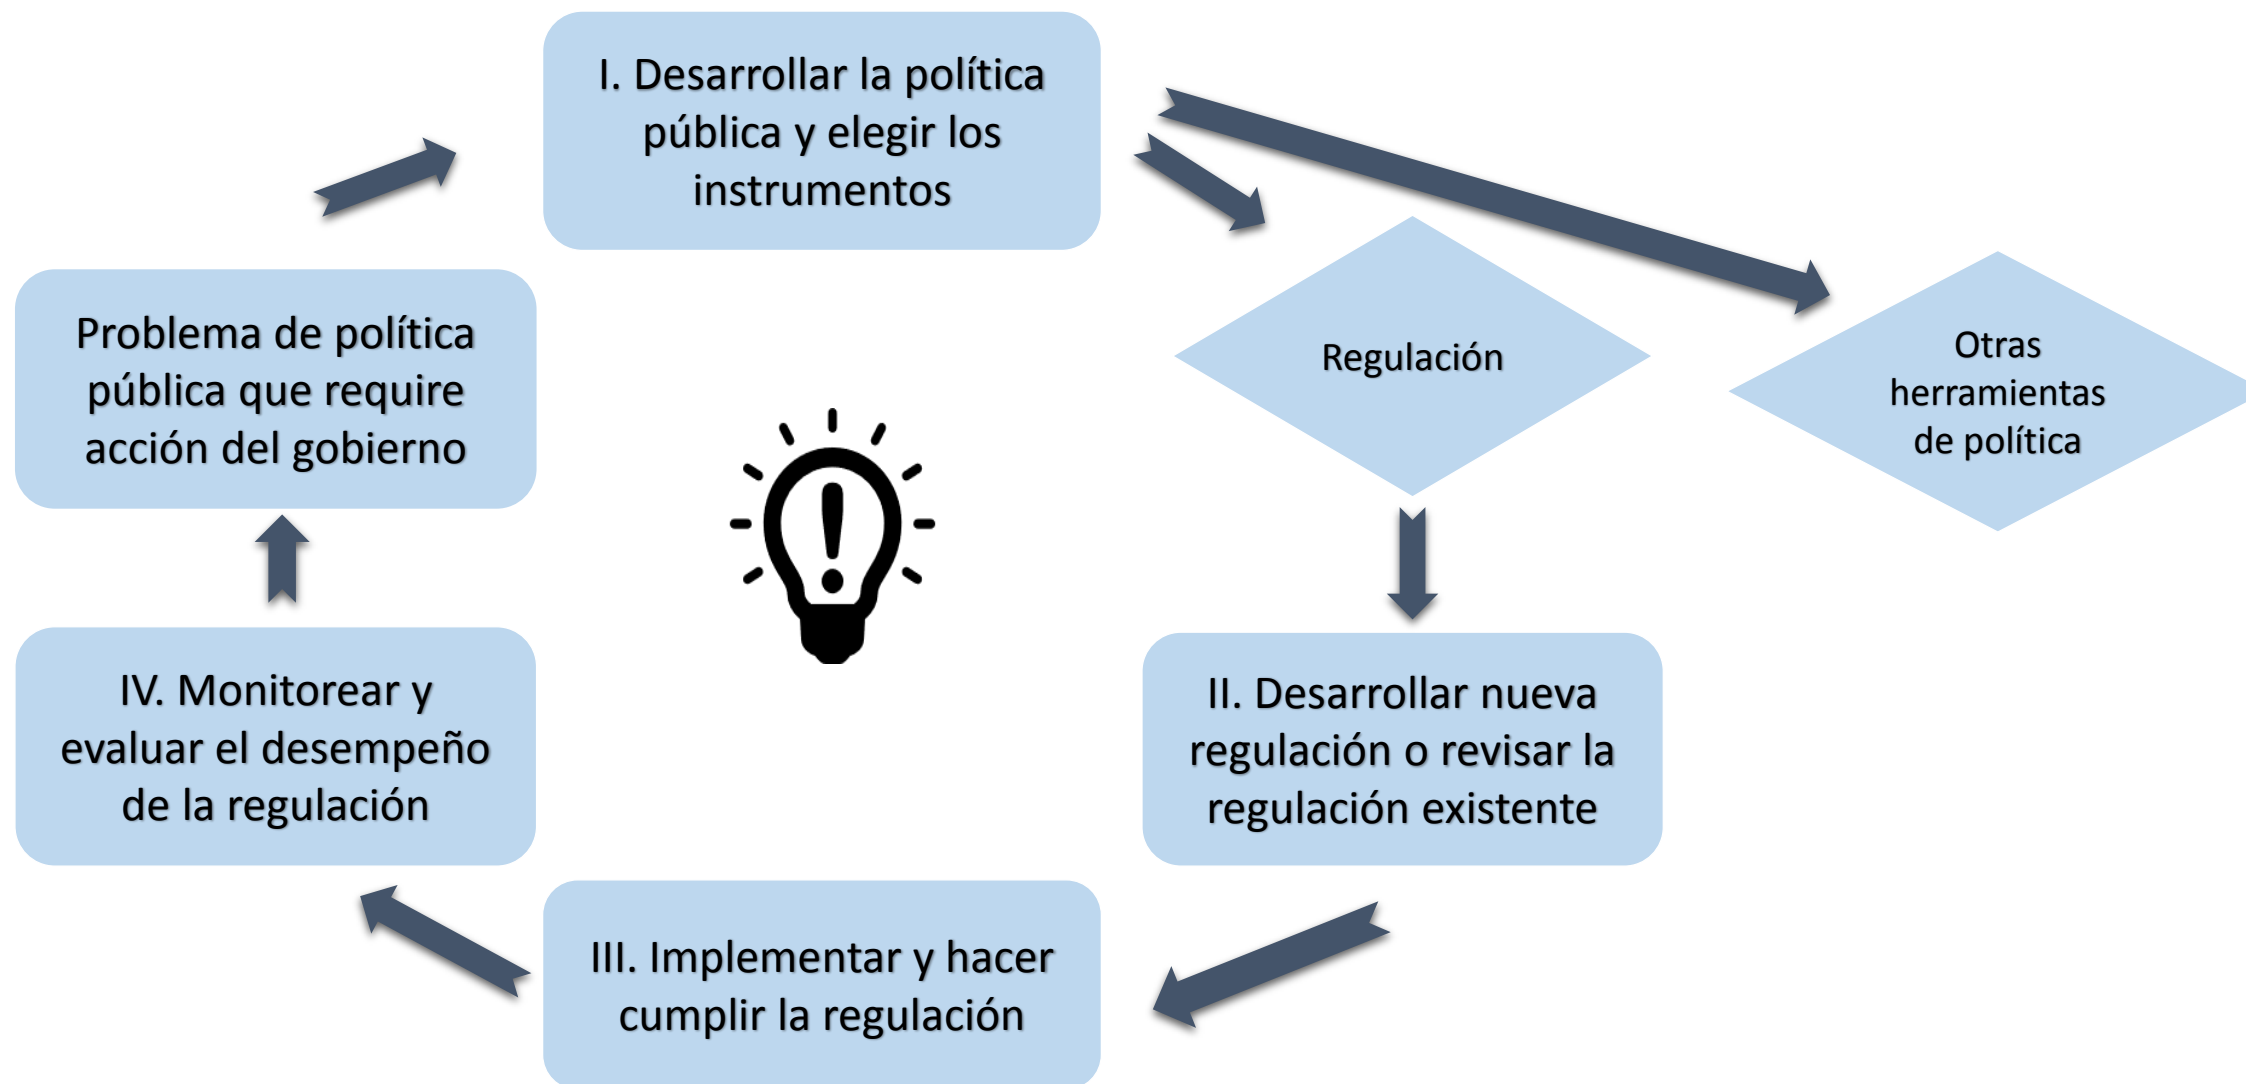 I. Desarrollar la política
pública y elegir los
instrumentos
Problema de política
pública que require
acción del gobierno
Regulación
Otras
herramientas
de política
IV. Monitorear y
evaluar el desempeño
de la regulación
II. Desarrollar nueva
regulación o revisar la
regulación existente
III. Implementar y hacer
cumplir la regulación